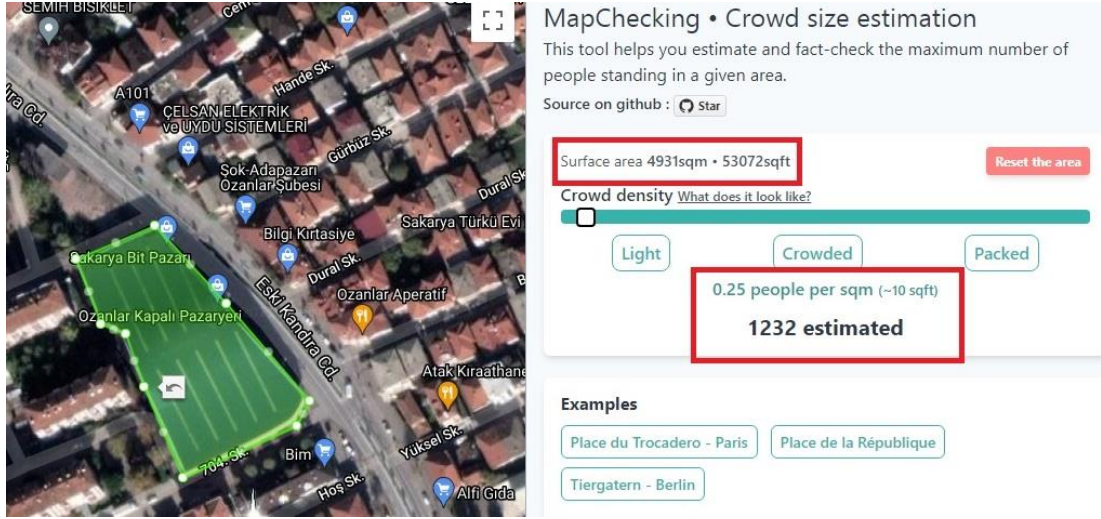 SEMİH BİSİKLET
Hande Sk.
A101
ÇELSAN ELEKTRİK
ve UYDU SİSTEMLERİ
Gürbüz Sk.
Şok-Adapazarı
Ozanlar Şubesi
Dural Sk
Sakarya Türkü Evi
Bilgi Kırtasiye
Sakarya Bit Pazarı
Dural Sk.
Ozanlar Aperatif
Ozanlar Kapalı Pazaryeri
Eski Kandıra Cd.
Atak Kıraathane
Yüksel Sk.
704. Sk.
Bim
Hoş Sk.
Alfi Gıda
MapChecking • Crowd size estimation
This tool helps you estimate and fact-check the maximum number of
people standing in a given area.
Source on github : Star
Surface area 4931sqm • 53072sqft
Reset the area
Crowd density What does it look like?
Light Crowded Packed
0.25 people per sqm (~10 sqft)
1232 estimated
Examples
Place du Trocadero - Paris Place de la République
Tiergatern - Berlin